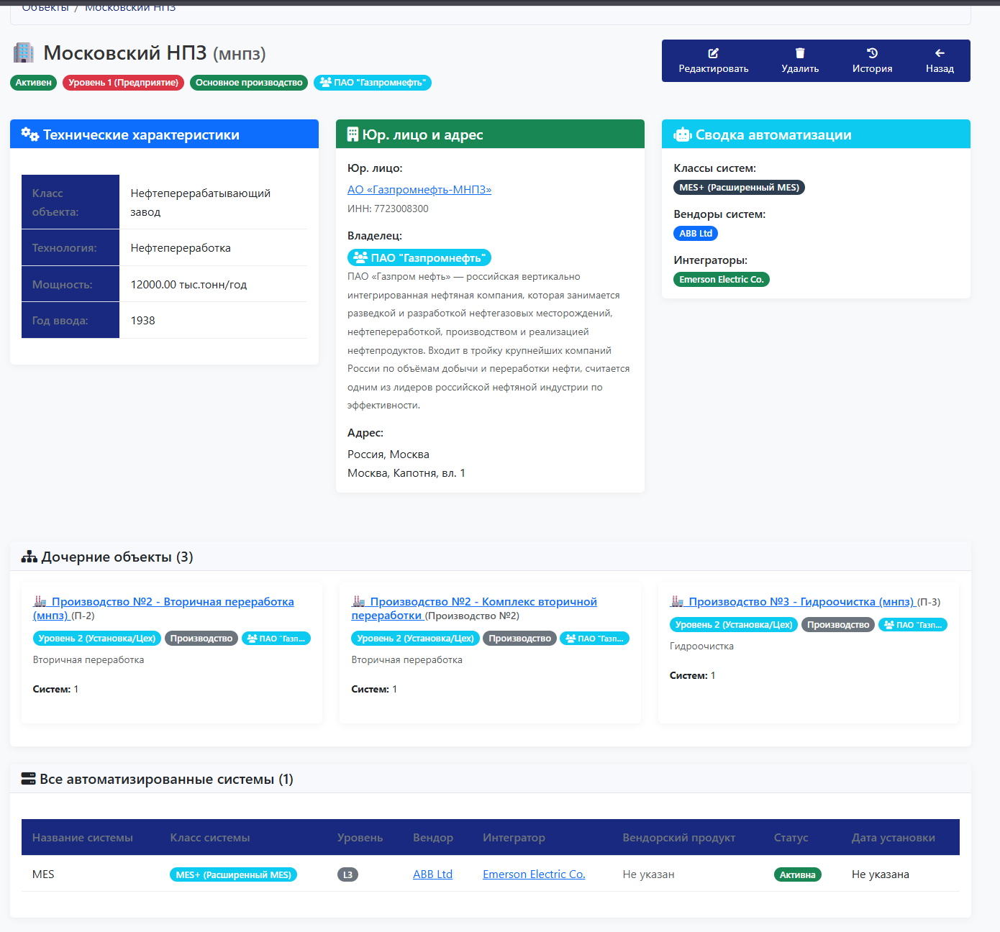 Объекты / Московский НПЗ
Московский НПЗ (мнпз)
Редактировать Удалить История Назад
Активен Уровень 1 (Предприятие) Основное производство ПАО "Газпромнефть"
Технические характеристики
Класс объекта: Нефтеперерабатывающий завод
Технология: Нефтепереработка
Мощность: 12000.00 тыс.тонн/год
Год ввода: 1938
Юр. лицо и адрес
Юр. лицо:
АО «Газпромнефть-МНПЗ»
ИНН: 7723008300
Владелец:
ПАО "Газпромнефть"
ПАО «Газпром нефть» — российская вертикально
интегрированная нефтяная компания, которая занимается
разведкой и разработкой нефтегазовых месторождений,
нефтепереработкой, производством и реализацией
нефтепродуктов. Входит в тройку крупнейших компаний
России по объёмам добычи и переработки нефти, считается
одним из лидеров российской нефтяной индустрии по
эффективности.
Адрес:
Россия, Москва
Москва, Капотня, вл. 1
Сводка автоматизации
Классы систем:
MES+ (Расширенный MES)
Вендоры систем:
ABB Ltd
Интеграторы:
Emerson Electric Co.
Дочерние объекты (3)
Производство №2 - Вторичная переработка
(мнпз) (П-2)
Уровень 2 (Установка/Цех) Производство ПАО "Газп...
Вторичная переработка
Систем: 1
Производство №2 - Комплекс вторичной
переработки (Производство №2)
Уровень 2 (Установка/Цех) Производство ПАО "Газп...
Вторичная переработка
Систем: 1
Производство №3 - Гидроочистка (мнпз) (П-3)
Уровень 2 (Установка/Цех) Производство ПАО "Газп...
Гидроочистка
Систем: 1
Все автоматизированные системы (1)
Название системы Класс системы Уровень Вендор Интегратор Вендорский продукт Статус Дата установки
MES MES+ (Расширенный MES) L3 ABB Ltd Emerson Electric Co. Не указан Активна Не указана